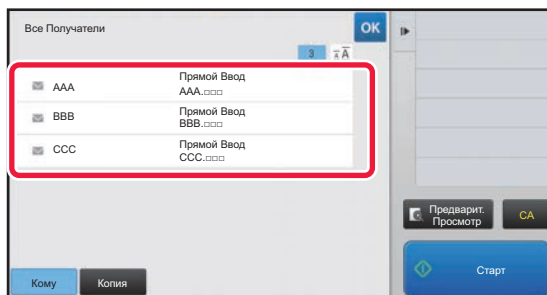 Все Получатели
OK
3
AAA
Прямой Ввод
AAA.□□□
BBB
Прямой Ввод
BBB.□□□
CCC
Прямой Ввод
CCC.□□□
Предварит.
Просмотр
CA
Старт
Кому
Копия